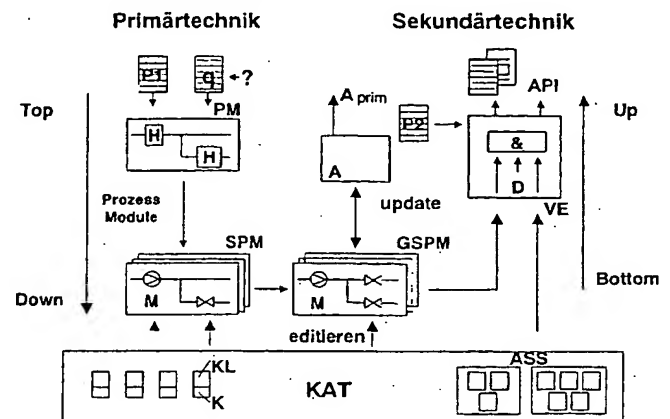 Primärtechnik
Sekundärtechnik
P1
q
?
PM
A prim
API
Top
P2
Up
H
H
A
&
D
VE
Prozess
Module
update
SPM
GSPM
M
M
Down
Bottom
editieren
ASS
KL
K
KAT